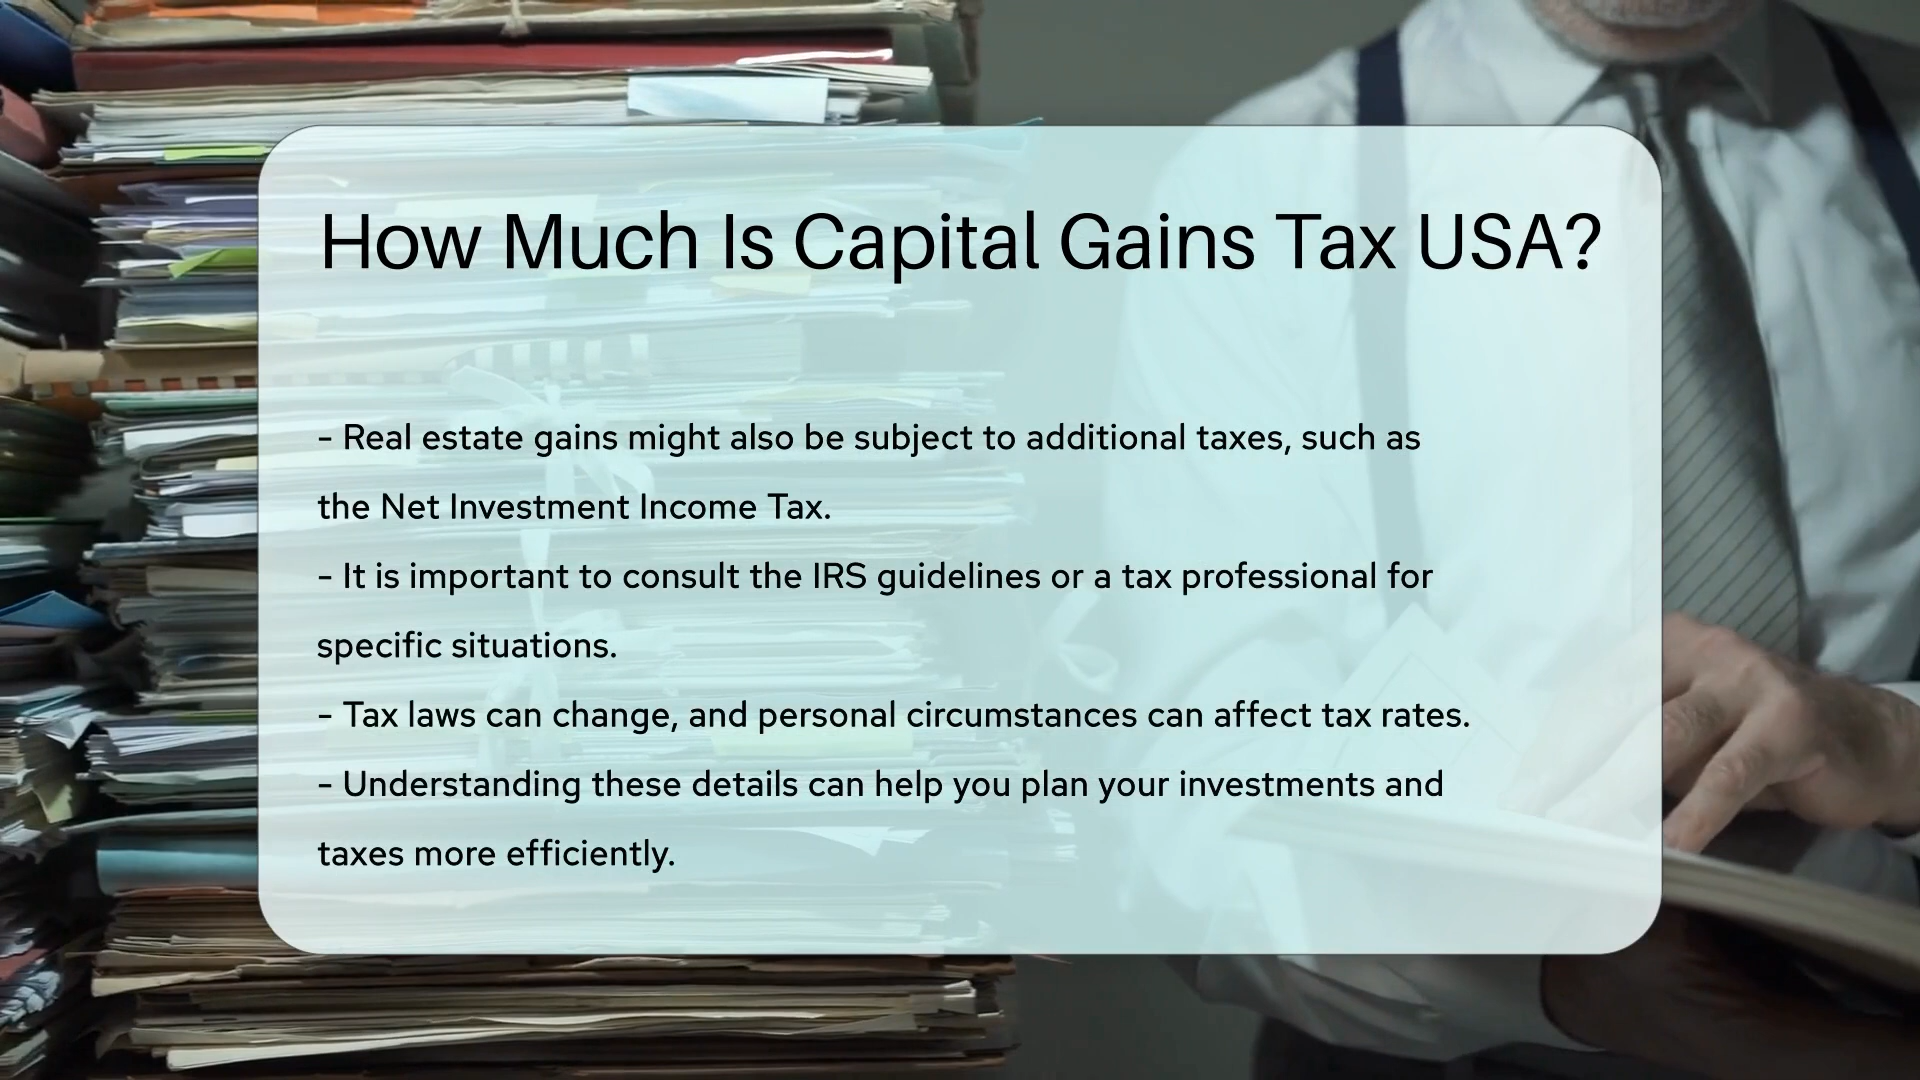 How Much Is Capital Gains Tax USA?
- Real estate gains might also be subject to additional taxes, such as
the Net Investment Income Tax.
- It is important to consult the IRS guidelines or a tax professional for
specific situations.
- Tax laws can change, and personal circumstances can affect tax rates.
- Understanding these details can help you plan your investments and
taxes more efficiently.